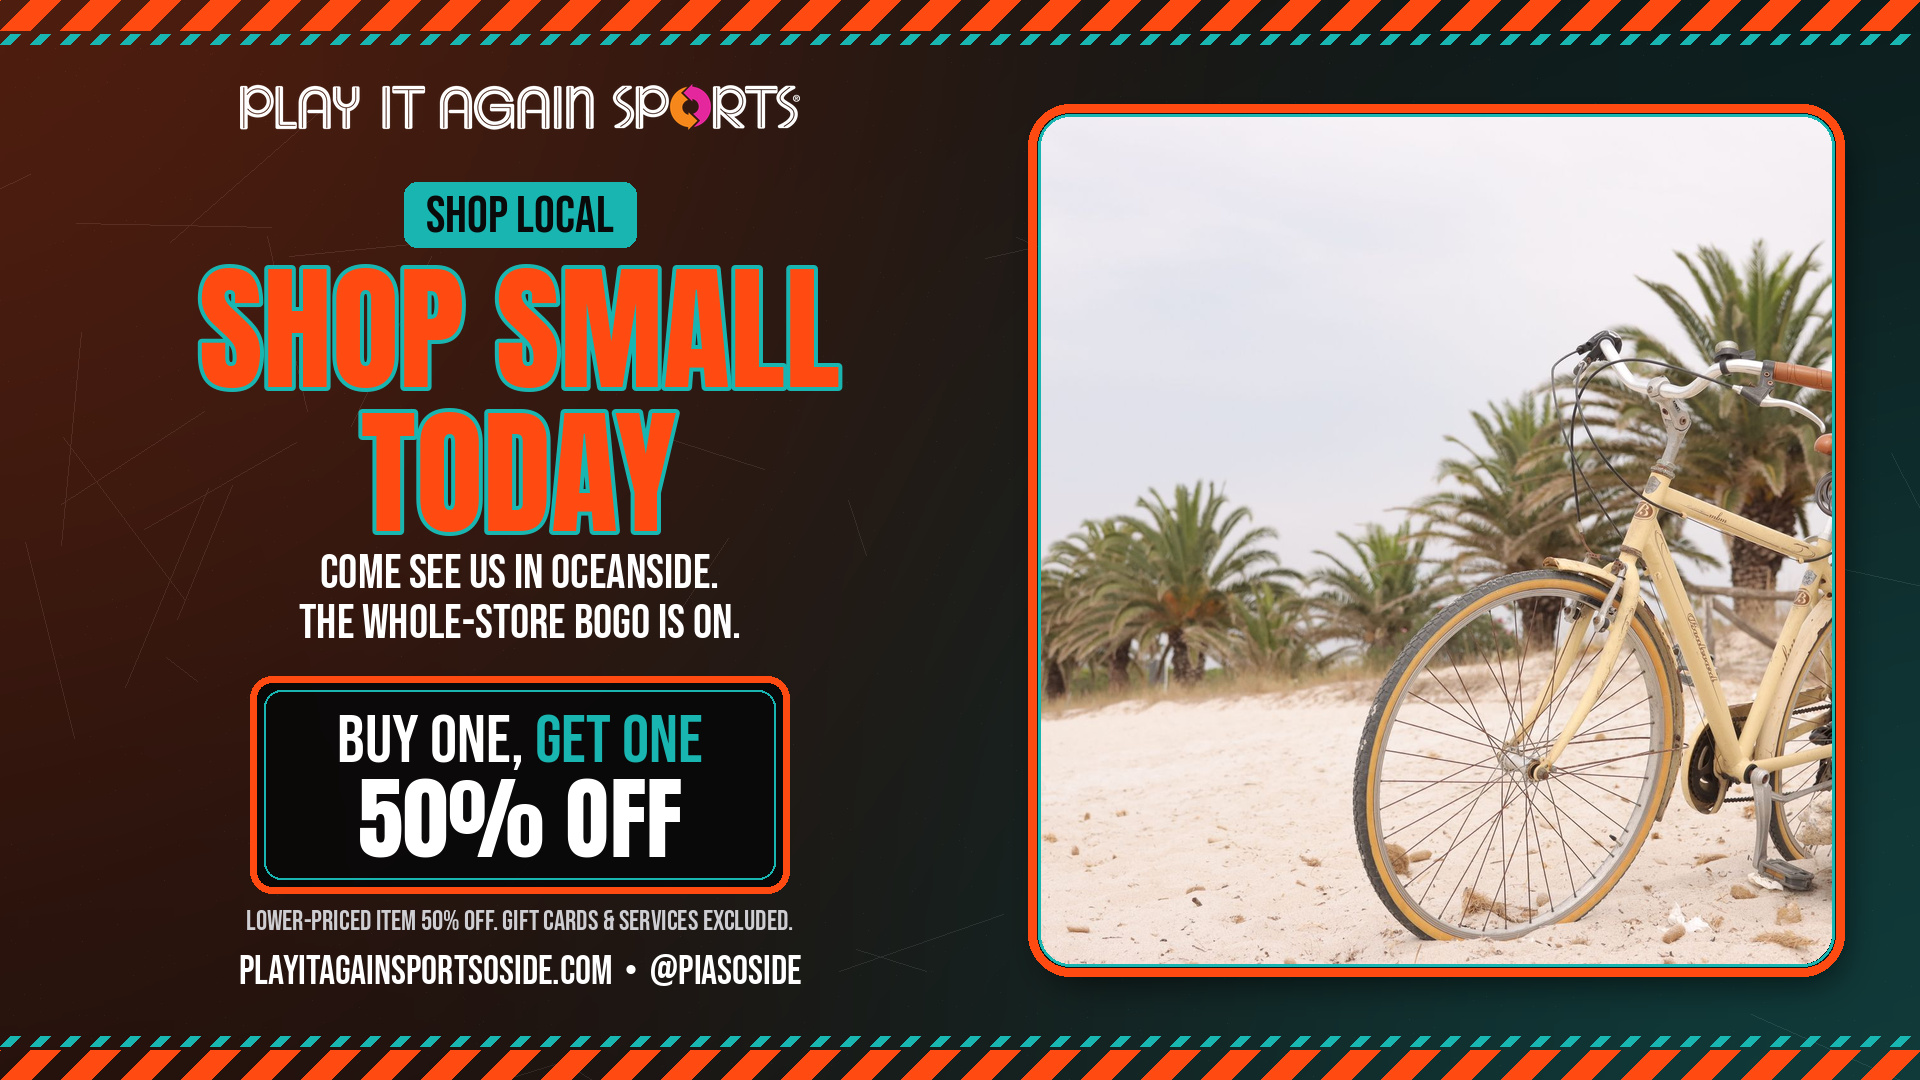 PLAY IT AGAIN SPORTS®
SHOP LOCAL
SHOP SMALL
TODAY
COME SEE US IN OCEANSIDE.
THE WHOLE-STORE BOGO IS ON.
BUY ONE, GET ONE
50% OFF
LOWER-PRICED ITEM 50% OFF. GIFT CARDS & SERVICES EXCLUDED.
PLAYITAGAINSPORTSOSIDE.COM • @PIASOSIDE